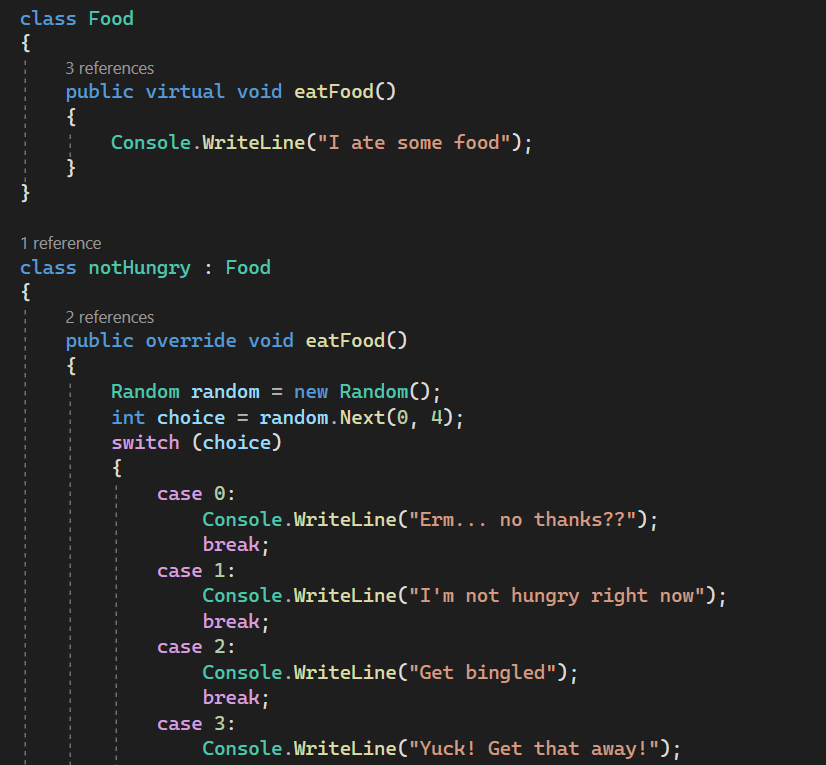 class Food
{
3 references
public virtual void eatFood()
{
Console.WriteLine("I ate some food");
}
}
1 reference
class notHungry : Food
{
2 references
public override void eatFood()
{
Random random = new Random();
int choice = random.Next(0, 4);
switch (choice)
{
case 0:
Console.WriteLine("Erm... no thanks??");
break;
case 1:
Console.WriteLine("I'm not hungry right now");
break;
case 2:
Console.WriteLine("Get bingled");
break;
case 3:
Console.WriteLine("Yuck! Get that away!");